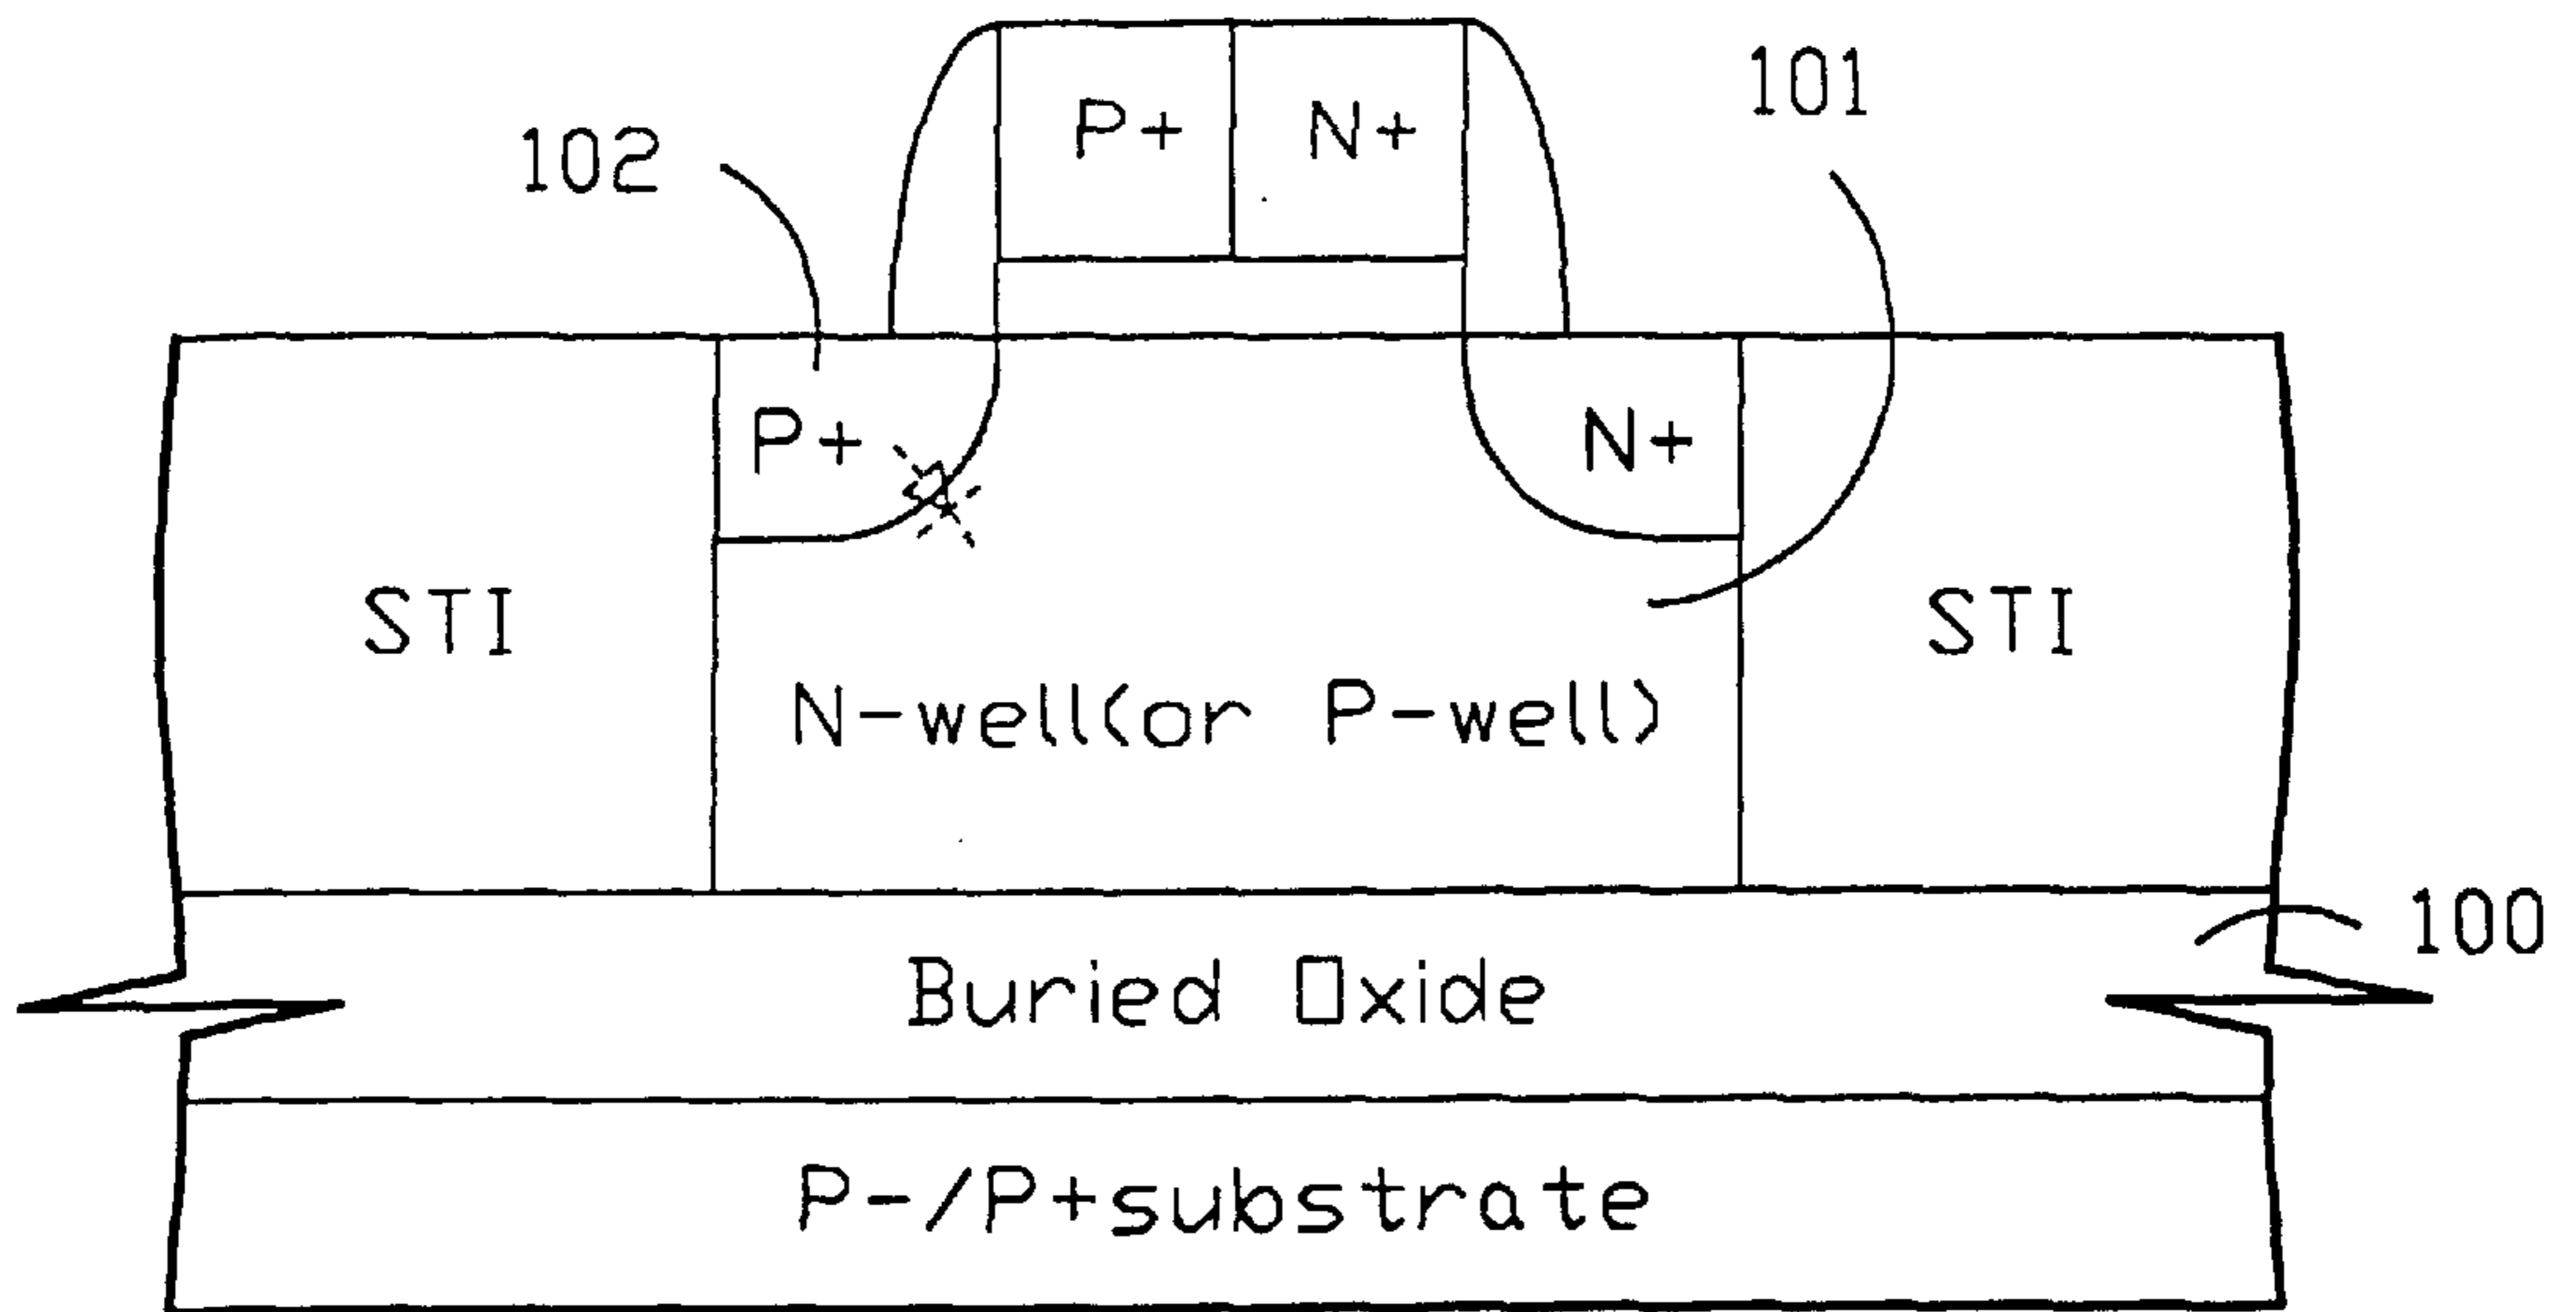 101
P+ N+
102
P+ N+
STI STI
N-well(or P-well)
100
Buried Oxide
P-/P+substrate